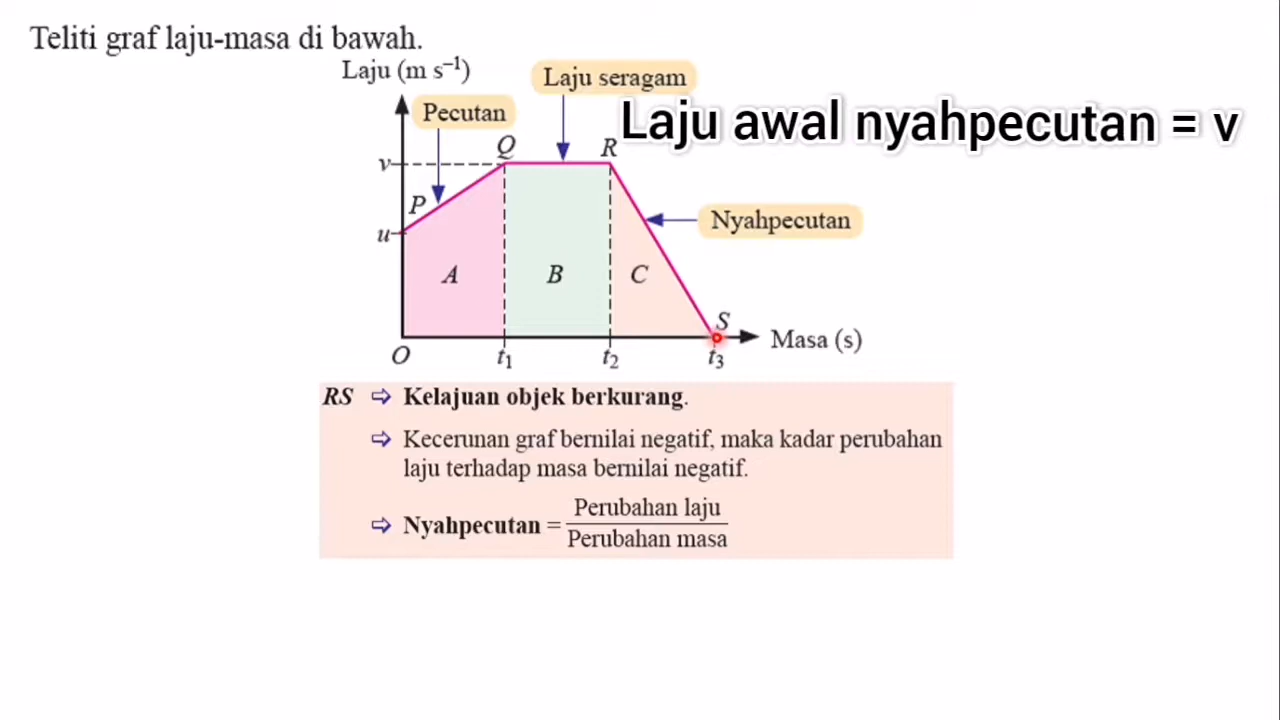 Teliti graf laju-masa di bawah.
Laju (m s⁻¹)
Laju seragam
Pecutan
Laju awal nyahpecutan = v
Q
R
v
P
Nyahpecutan
u
A
B
C
S
Masa (s)
O
t₁
t₂
t₃
RS ⇨ Kelajuan objek berkurang.
⇨ Kecerunan graf bernilai negatif, maka kadar perubahan
laju terhadap masa bernilai negatif.
Perubahan laju
⇨ Nyahpecutan =
Perubahan masa